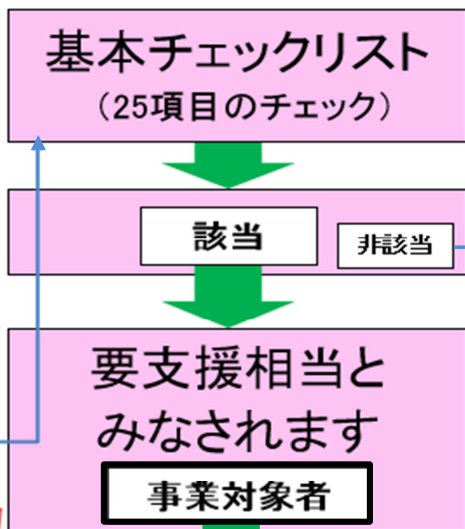 基本チェックリスト
（25項目のチェック）
該当
非該当
要支援相当と
みなされます
事業対象者